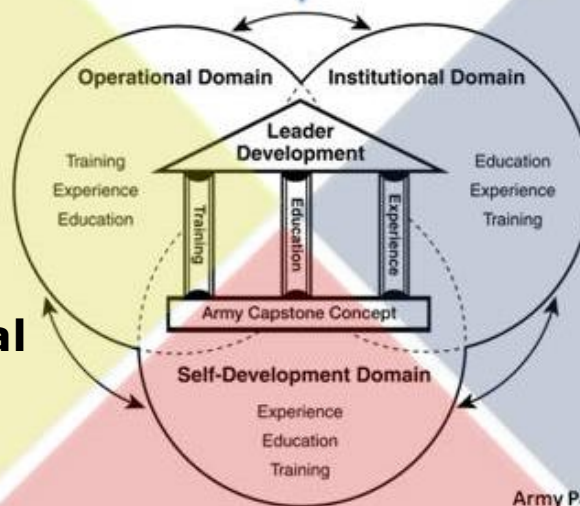 Operational Domain
Institutional Domain
Leader
Development
Training
Experience
Education
Education
Experience
Training
Training
Education
Experience
Army Capstone Concept
al
Self-Development Domain
Experience
Education
Training
Army P